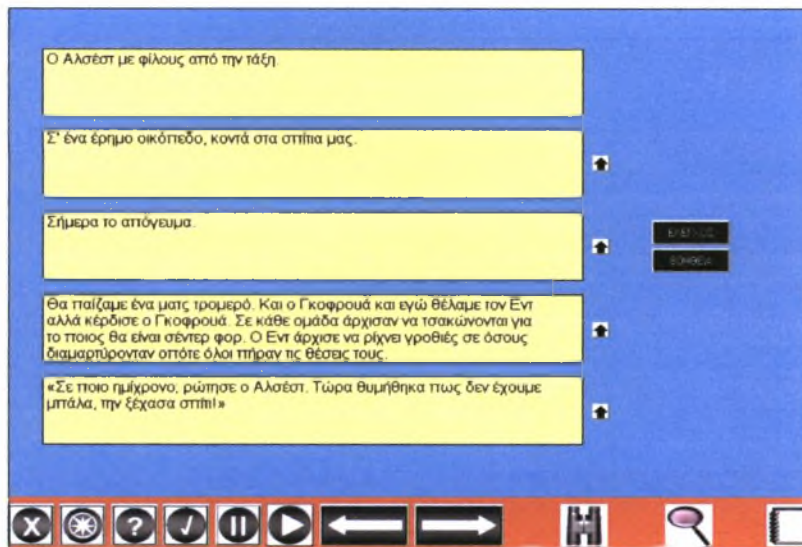 Ο Αλσέστ με φίλους από την τάξη.
Σ' ένα έρημο οικόπεδο, κοντά στα σπίτια μας.
Σήμερα το απόγευμα.
ΕΛΕΓΧΟΣ
ΒΟΗΘΕΙΑ
Θα παίζαμε ένα ματς τρομερό. Και ο Γκοφρουά και εγώ θέλαμε τον Εντ
αλλά κέρδισε ο Γκοφρουά. Σε κάθε ομάδα άρχισαν να τσακώνονται για
το ποιος θα είναι σέντερ φορ. Ο Εντ άρχισε να ρίχνει γροθιές σε όσους
διαμαρτύρονταν οπότε όλοι πήραν τις θέσεις τους.
«Σε ποιο ημίχρονο; ρώτησε ο Αλσέστ. Τώρα θυμήθηκα πως δεν έχουμε
μπάλα, την ξέχασα σπίτι!»